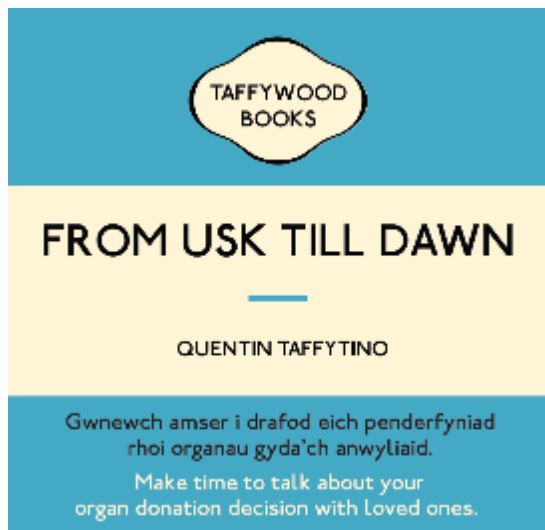 TAFFYWOOD
BOOKS
FROM USK TILL DAWN
QUENTIN TAFFYTINO
Gwnewch amser i drafod eich penderfyniad
rhoi organau gyda'ch anwyliaid.
Make time to talk about your
organ donation decision with loved ones.